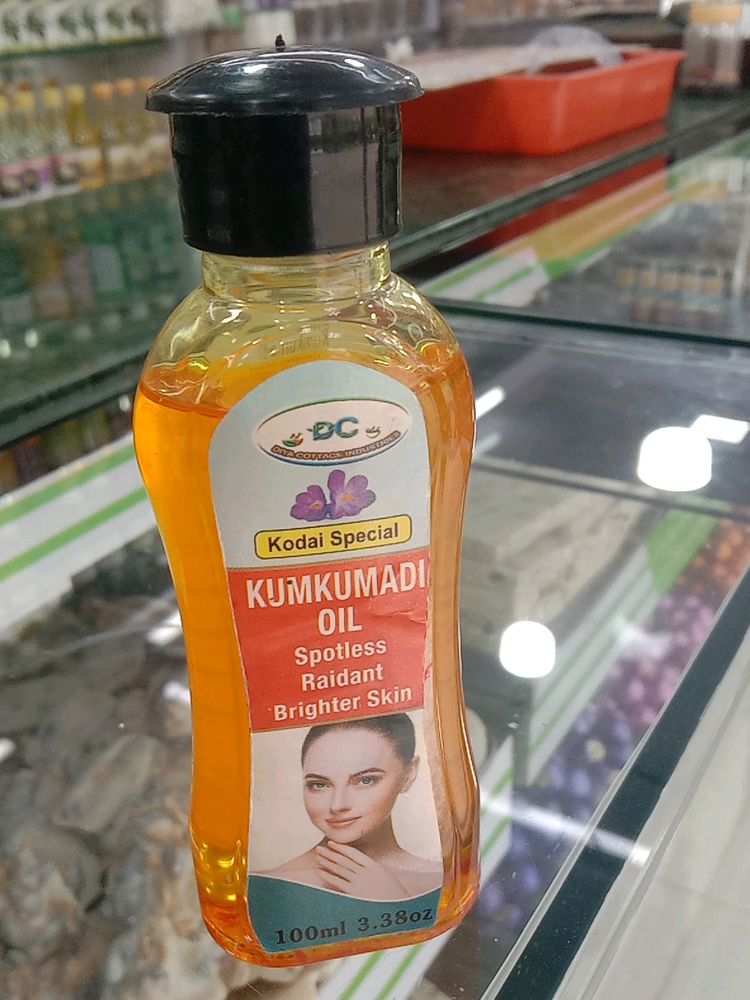 DC
DIYA COTTAGE INDUSTRIES
Kodai Special
KUMKUMADI
OIL
Spotless
Raidant
Brighter Skin
100ml 3.38oz